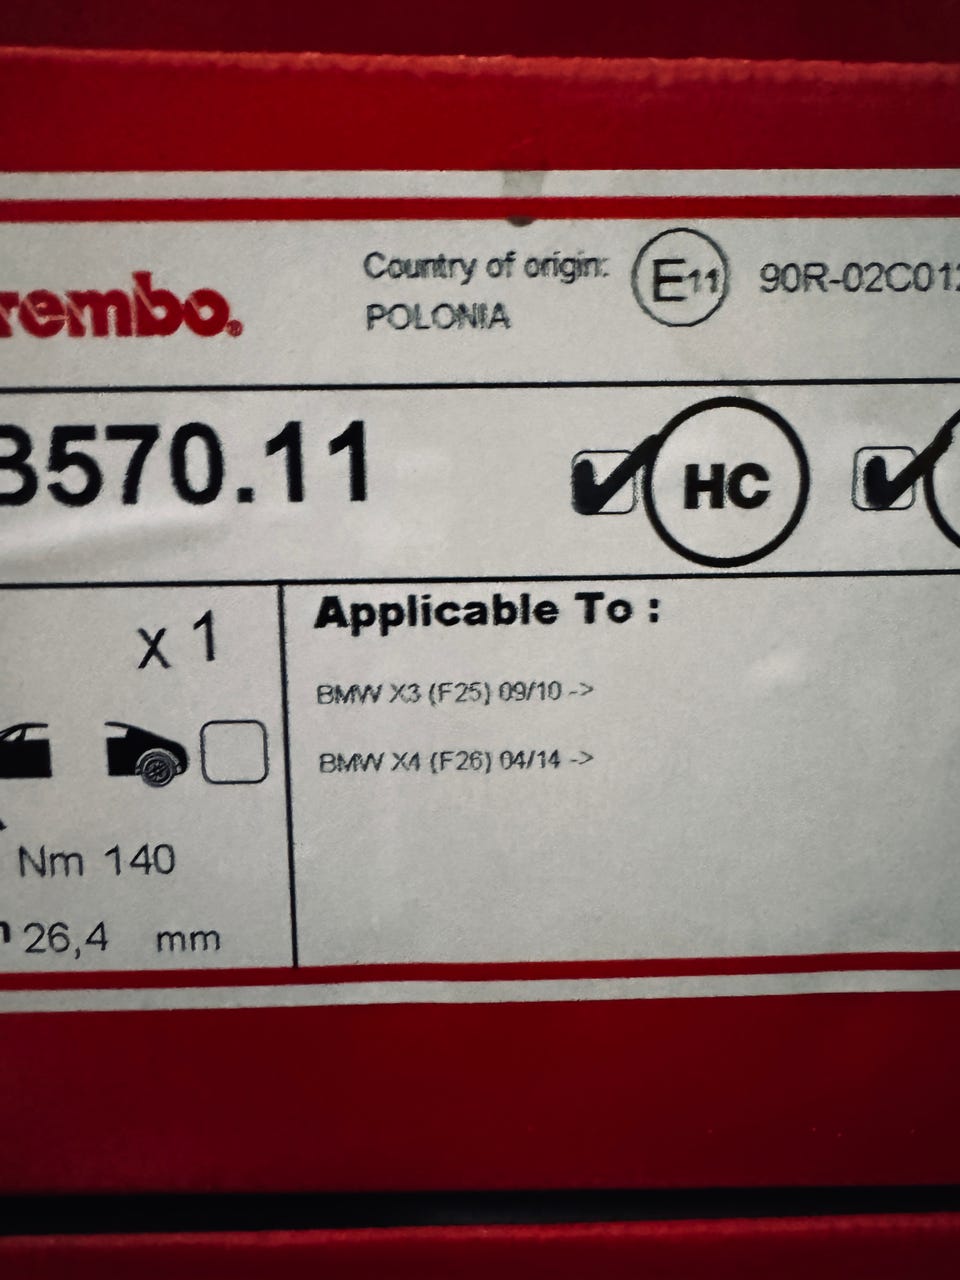 rembo.
Country of origin:
POLONIA
E11 90R-02C01
B570.11
HC
x 1
Applicable To :
BMW X3 (F25) 09/10 ->
BMW X4 (F26) 04/14 ->
Nm 140
26,4 mm